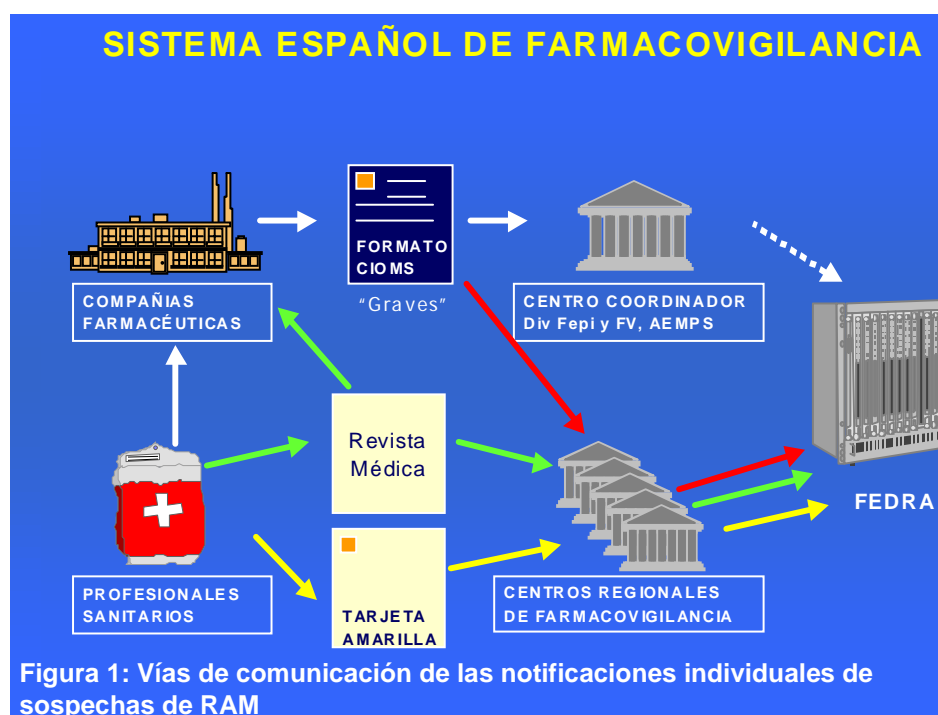 SISTEMA ESPAÑOL DE FARMACOVIGILANCIA
FORMATO
CIOMS
“Graves”
COMPAÑIAS
FARMACÉUTICAS
CENTRO COORDINADOR
Div Fepi y FV, AEMPS
Revista
Médica
FEDRA
PROFESIONALES
SANITARIOS
TARJETA
AMARILLA
CENTROS REGIONALES
DE FARMACOVIGILANCIA
Figura 1: Vías de comunicación de las notificaciones individuales de
sospechas de RAM